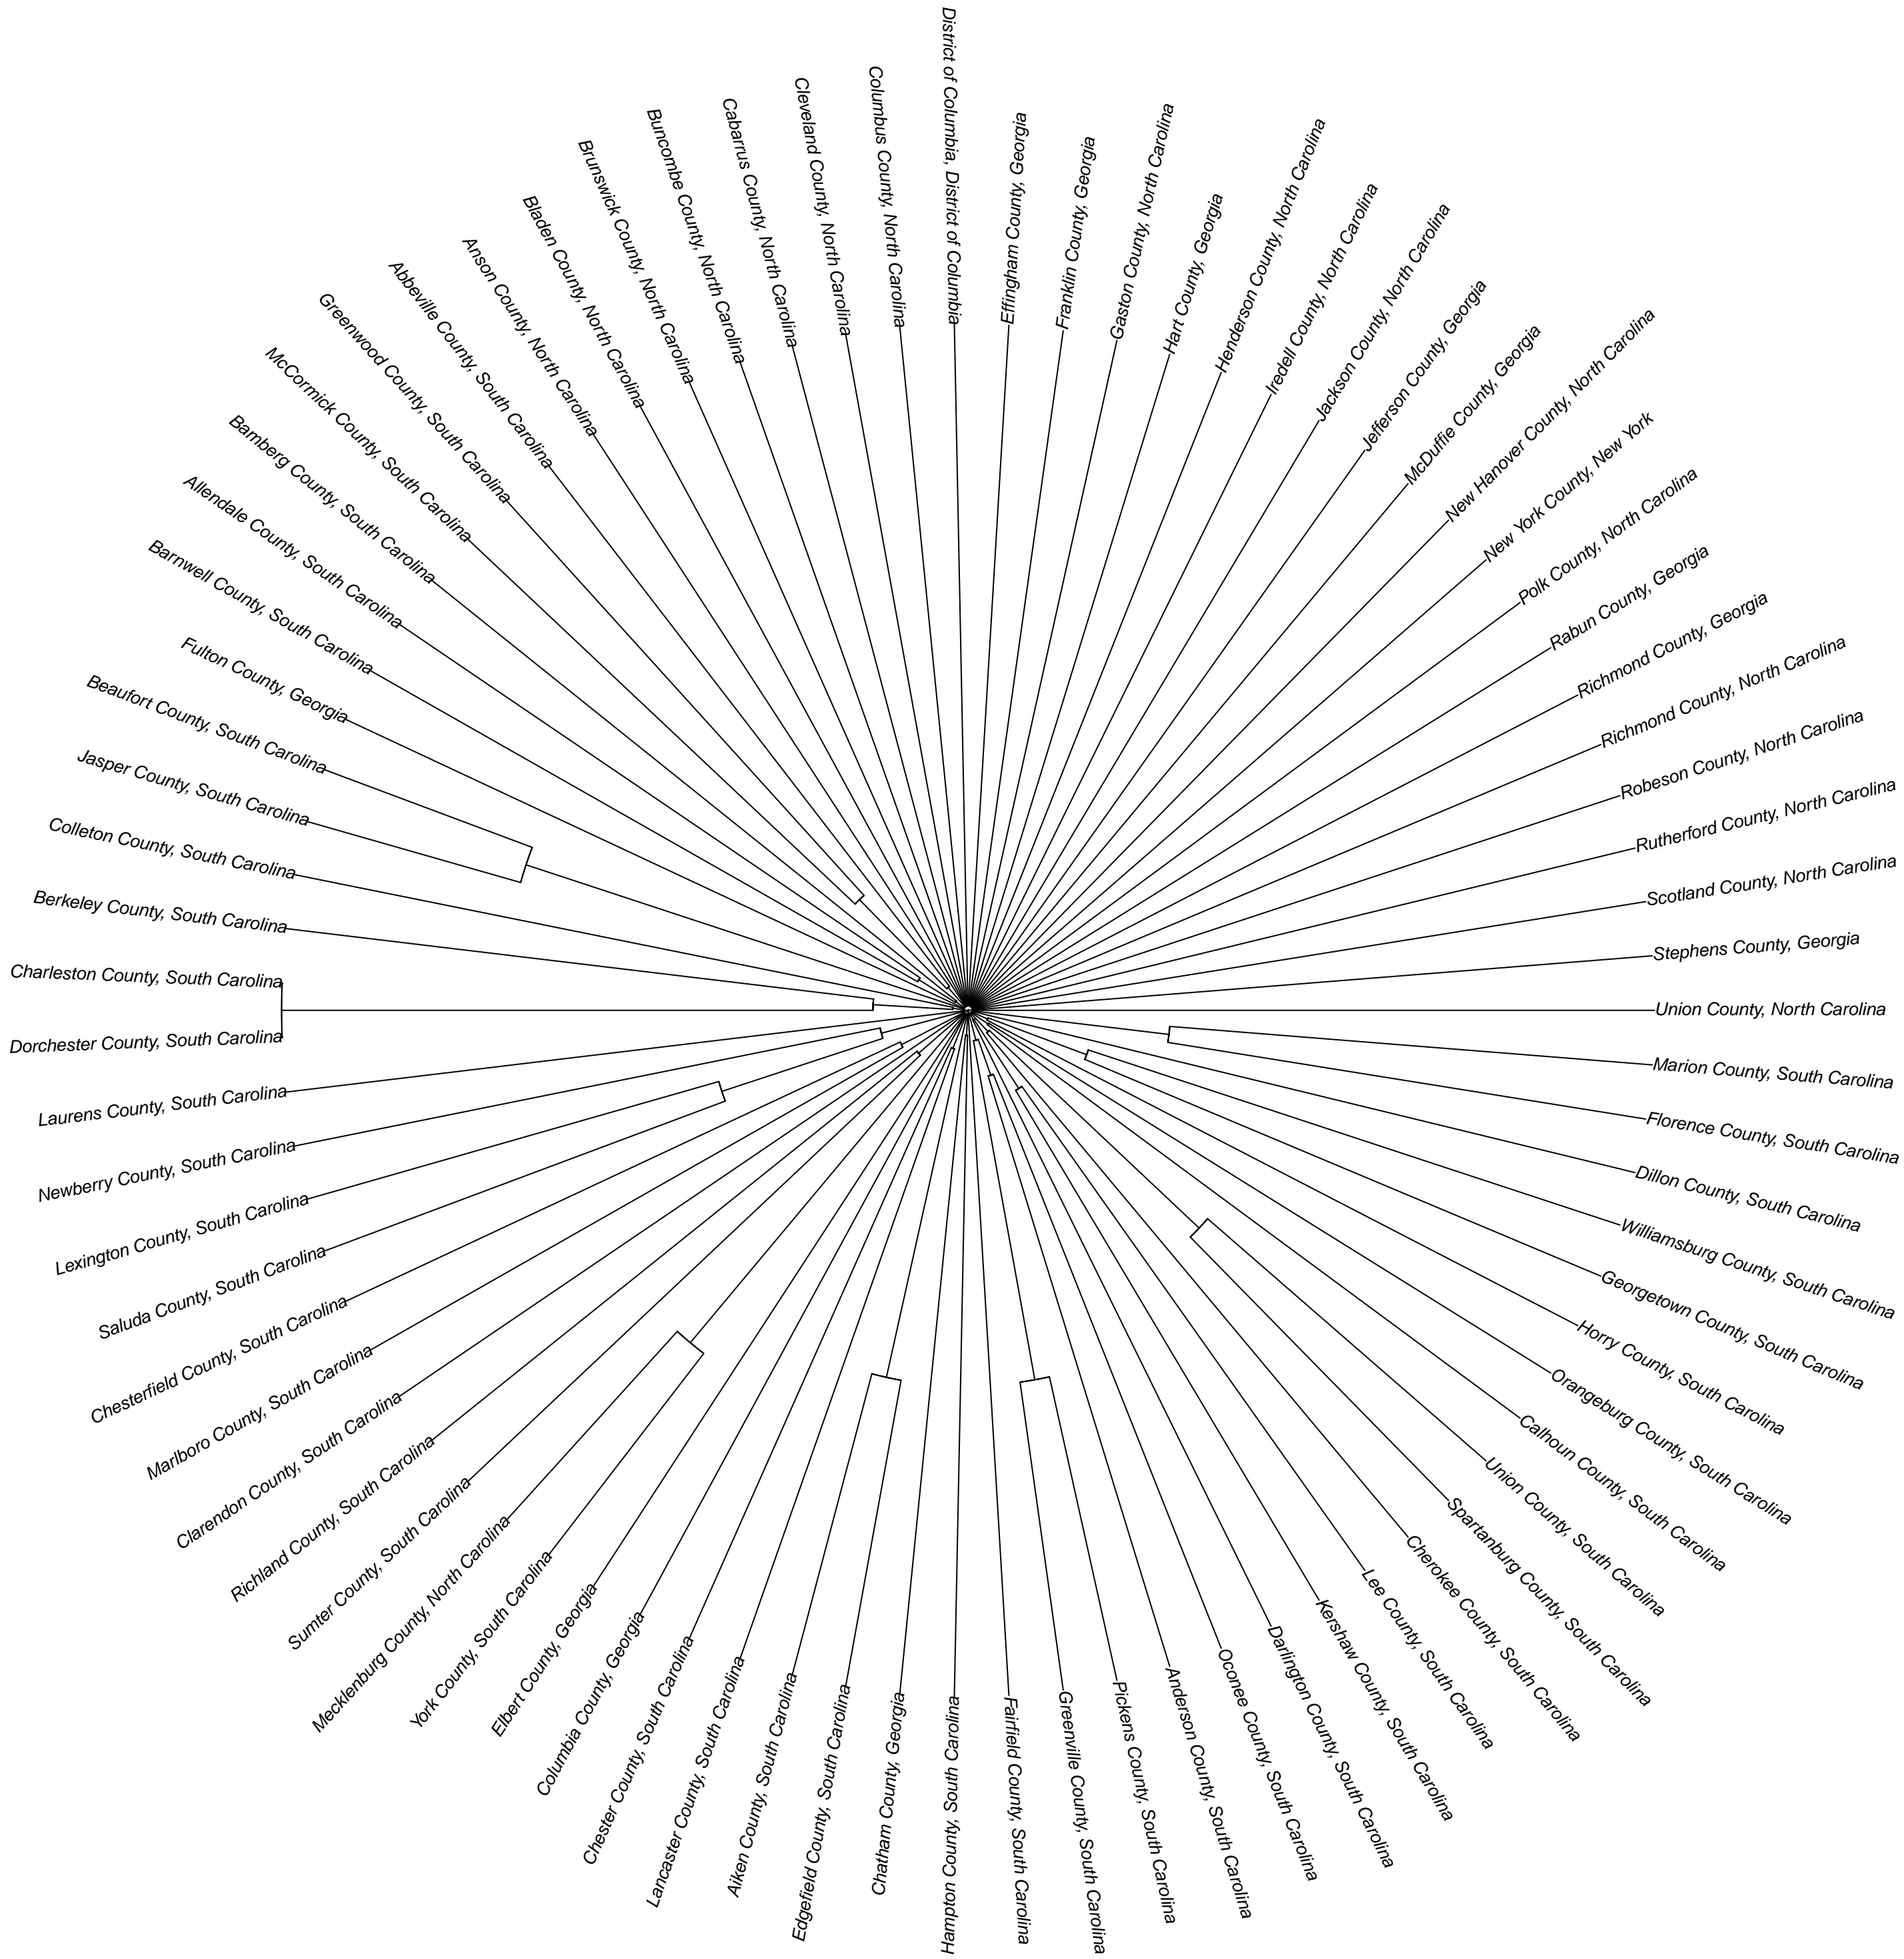 District of Columbia, District of Columbia
Effingham County, Georgia
Franklin County, Georgia
Gaston County, North Carolina
Hart County, Georgia
Henderson County, North Carolina
Iredell County, North Carolina
Jackson County, North Carolina
Jefferson County, Georgia
McDuffie County, Georgia
New Hanover County, North Carolina
New York County, New York
Polk County, North Carolina
Rabun County, Georgia
Richmond County, Georgia
Richmond County, North Carolina
Robeson County, North Carolina
Rutherford County, North Carolina
Scotland County, North Carolina
Stephens County, Georgia
Union County, North Carolina
Marion County, South Carolina
Florence County, South Carolina
Dillon County, South Carolina
Williamsburg County, South Carolina
Georgetown County, South Carolina
Horry County, South Carolina
Orangeburg County, South Carolina
Calhoun County, South Carolina
Union County, South Carolina
Spartanburg County, South Carolina
Cherokee County, South Carolina
Lee County, South Carolina
Kershaw County, South Carolina
Darlington County, South Carolina
Oconee County, South Carolina
Anderson County, South Carolina
Pickens County, South Carolina
Greenville County, South Carolina
Fairfield County, South Carolina
Hampton County, South Carolina
Chatham County, Georgia
Edgefield County, South Carolina
Aiken County, South Carolina
Lancaster County, South Carolina
Chester County, South Carolina
Columbia County, Georgia
Elbert County, Georgia
York County, South Carolina
Mecklenburg County, North Carolina
Sumter County, South Carolina
Richland County, South Carolina
Clarendon County, South Carolina
Marlboro County, South Carolina
Chesterfield County, South Carolina
Saluda County, South Carolina
Lexington County, South Carolina
Newberry County, South Carolina
Laurens County, South Carolina
Dorchester County, South Carolina
Charleston County, South Carolina
Berkeley County, South Carolina
Colleton County, South Carolina
Jasper County, South Carolina
Beaufort County, South Carolina
Fulton County, Georgia
Barnwell County, South Carolina
Allendale County, South Carolina
Bamberg County, South Carolina
McCormick County, South Carolina
Greenwood County, South Carolina
Abbeville County, South Carolina
Anson County, North Carolina
Bladen County, North Carolina
Brunswick County, North Carolina
Buncombe County, North Carolina
Cabarrus County, North Carolina
Cleveland County, North Carolina
Columbus County, North Carolina